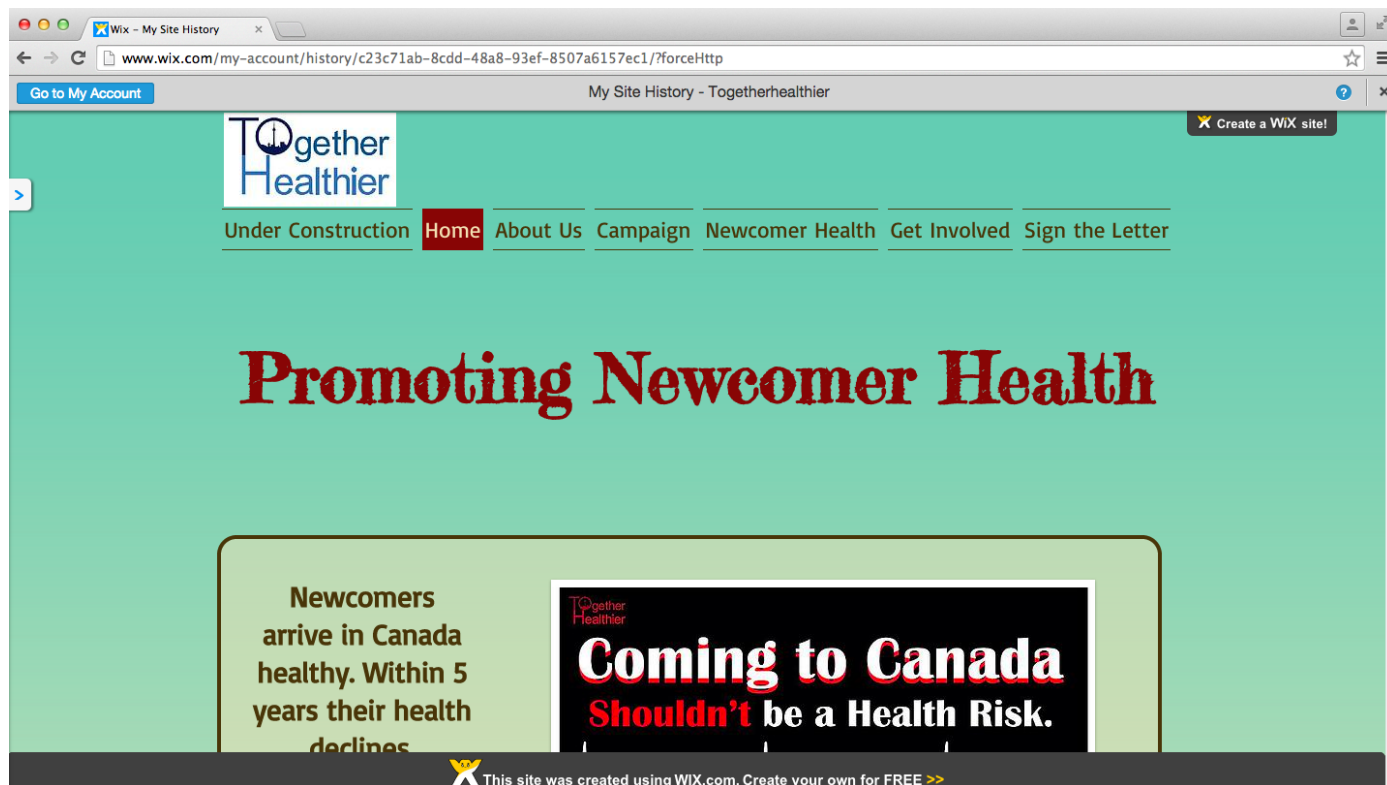 Wix - My Site History
www.wix.com/my-account/history/c23c71ab-8cdd-48a8-93ef-8507a6157ec1/?forceHttp
Go to My Account
My Site History - Togetherhealthier
?
Create a WiX site!
TOgether
Healthier
Under Construction Home About Us Campaign Newcomer Health Get Involved Sign the Letter
Promoting Newcomer Health
Newcomers
arrive in Canada
healthy. Within 5
years their health
declines
TOgether
Healthier
Coming to Canada
Shouldn't be a Health Risk.
This site was created using WIX.com. Create your own for FREE >>